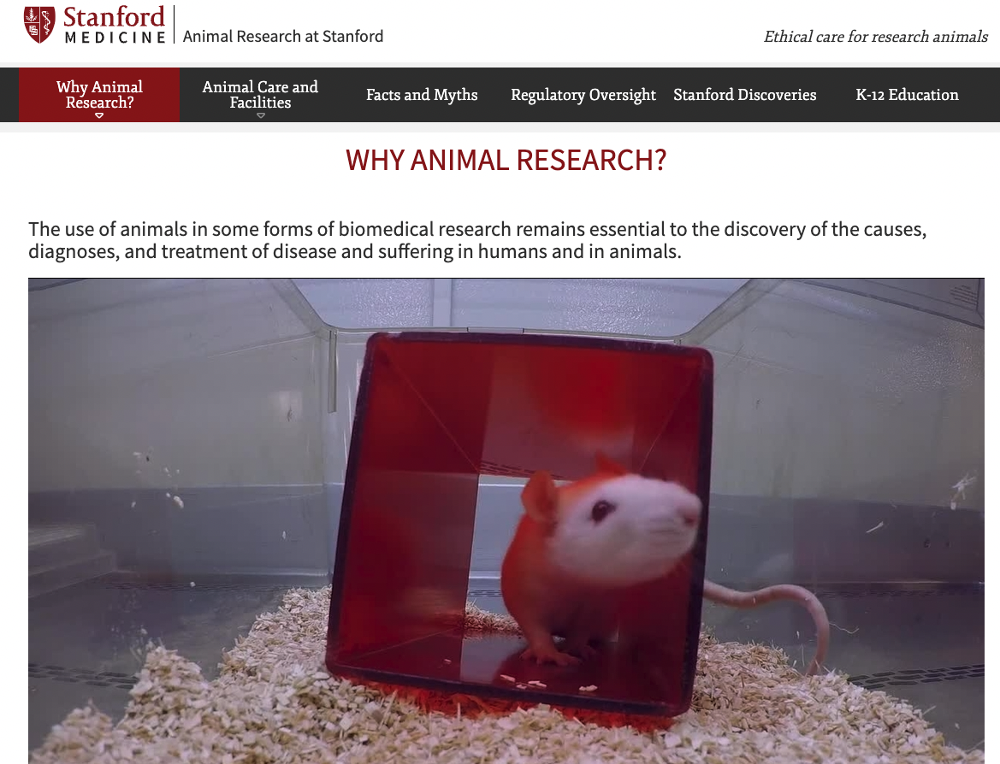 Stanford
MEDICINE
Animal Research at Stanford
Ethical care for research animals
Why Animal
Research?
Animal Care and
Facilities
Facts and Myths
Regulatory Oversight
Stanford Discoveries
K-12 Education
WHY ANIMAL RESEARCH?
The use of animals in some forms of biomedical research remains essential to the discovery of the causes,
diagnoses, and treatment of disease and suffering in humans and in animals.